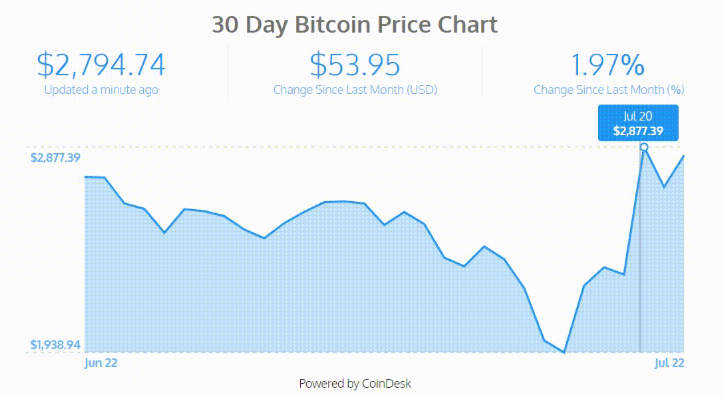 30 Day Bitcoin Price Chart
$2,794.74
Updated a minute ago
$53.95
Change Since Last Month (USD)
1.97%
Change Since Last Month (%)
Jul 20
$2,877.39
$2,877.39
$1,938.94
Jun 22
Jul 22
Powered by CoinDesk